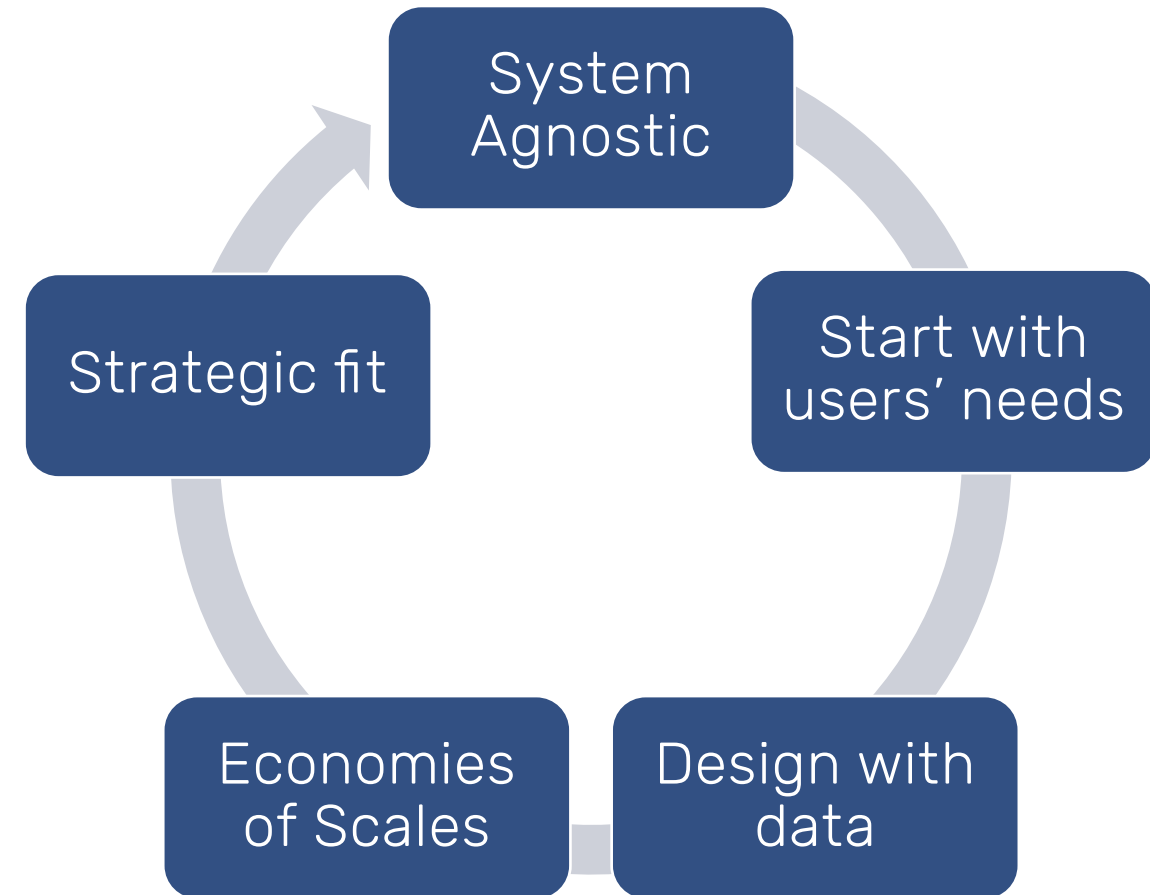 System
Agnostic
Start with
users’ needs
Design with
data
Economies
of Scales
Strategic fit